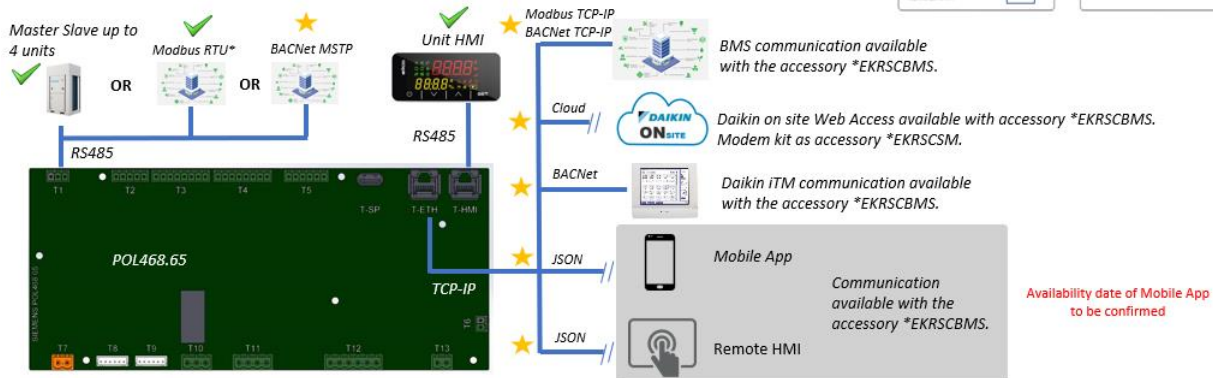 Master Slave up to
4 units
OR
Modbus RTU*
OR
BACNet MSTP
Unit HMI
Modbus TCP-IP
BACNet TCP-IP
BMS communication available
with the accessory *EKRSCBMS.
RS485
RS485
Cloud
DAIKIN
ON SITE
Daikin on site Web Access available with accessory *EKRSCBMS.
Modem kit as accessory *EKRSCSM.
BACNet
Daikin iTM communication available
with the accessory *EKRSCBMS.
T1
T2
T3
T4
T5
T-SP
T-ETH
T-HMI
POL468.65
SIEMENS POL468.65
TCP-IP
T6
T7
T8
T9
T10
T11
T12
T13
JSON
Mobile App
Communication
available with the
accessory *EKRSCBMS.
JSON
Remote HMI
Availability date of Mobile App
to be confirmed